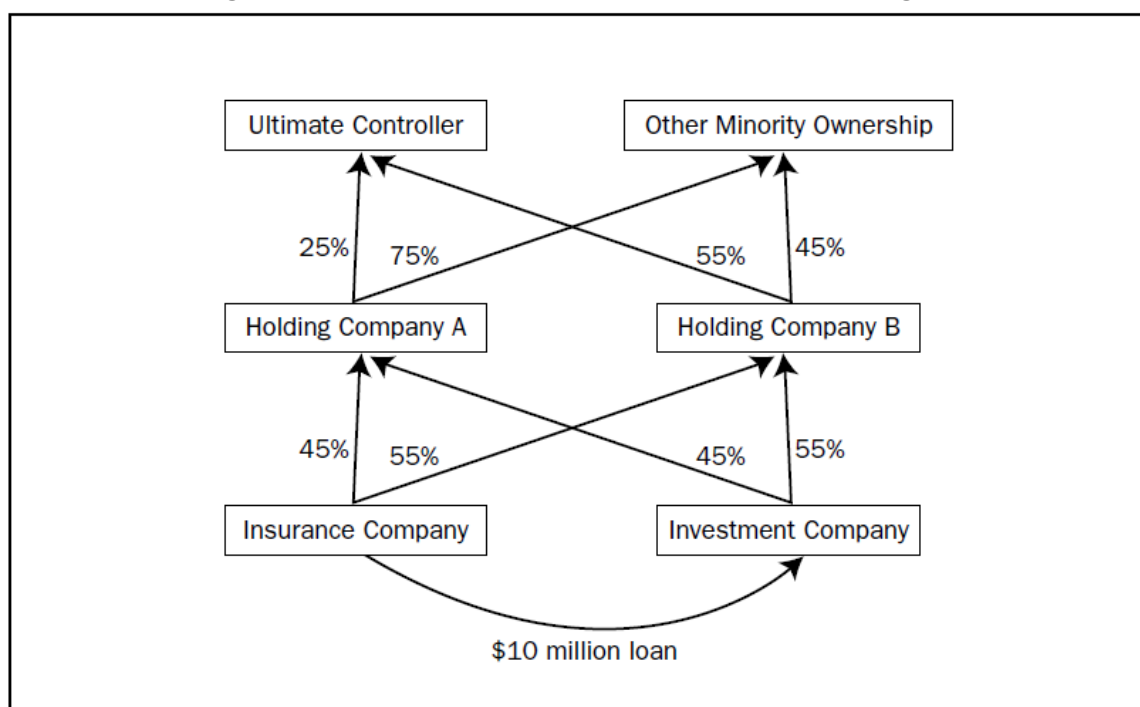 Ultimate Controller
Other Minority Ownership
25%
75%
55%
45%
Holding Company A
Holding Company B
45%
55%
45%
55%
Insurance Company
Investment Company
$10 million loan